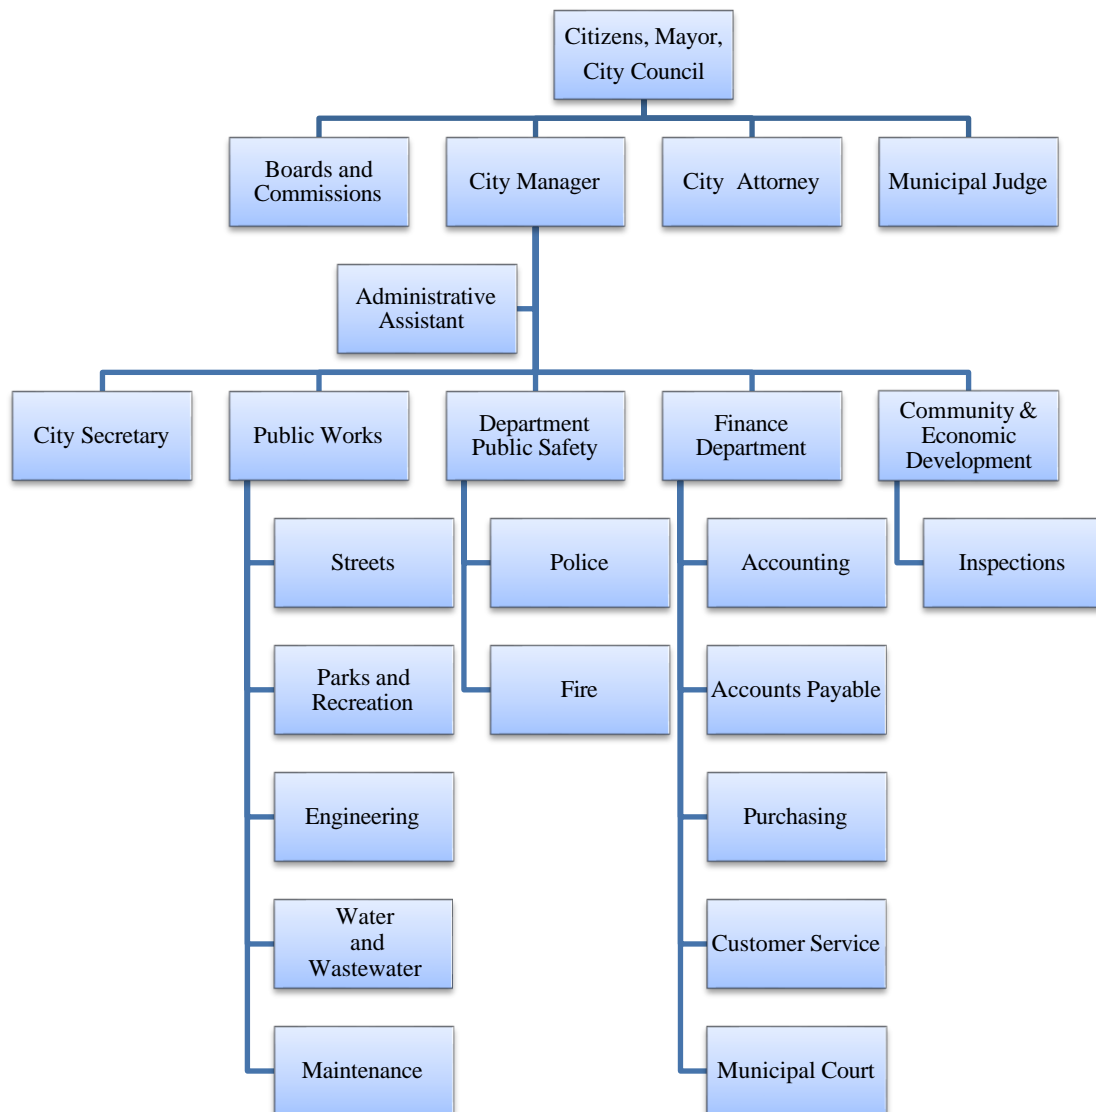 Citizens, Mayor,
City Council
Boards and
Commissions
City Manager
City Attorney
Municipal Judge
Administrative
Assistant
City Secretary
Public Works
Department
Public Safety
Finance
Department
Community &
Economic
Development
Streets
Police
Accounting
Inspections
Parks and
Recreation
Fire
Accounts Payable
Engineering
Purchasing
Water
and
Wastewater
Customer Service
Maintenance
Municipal Court